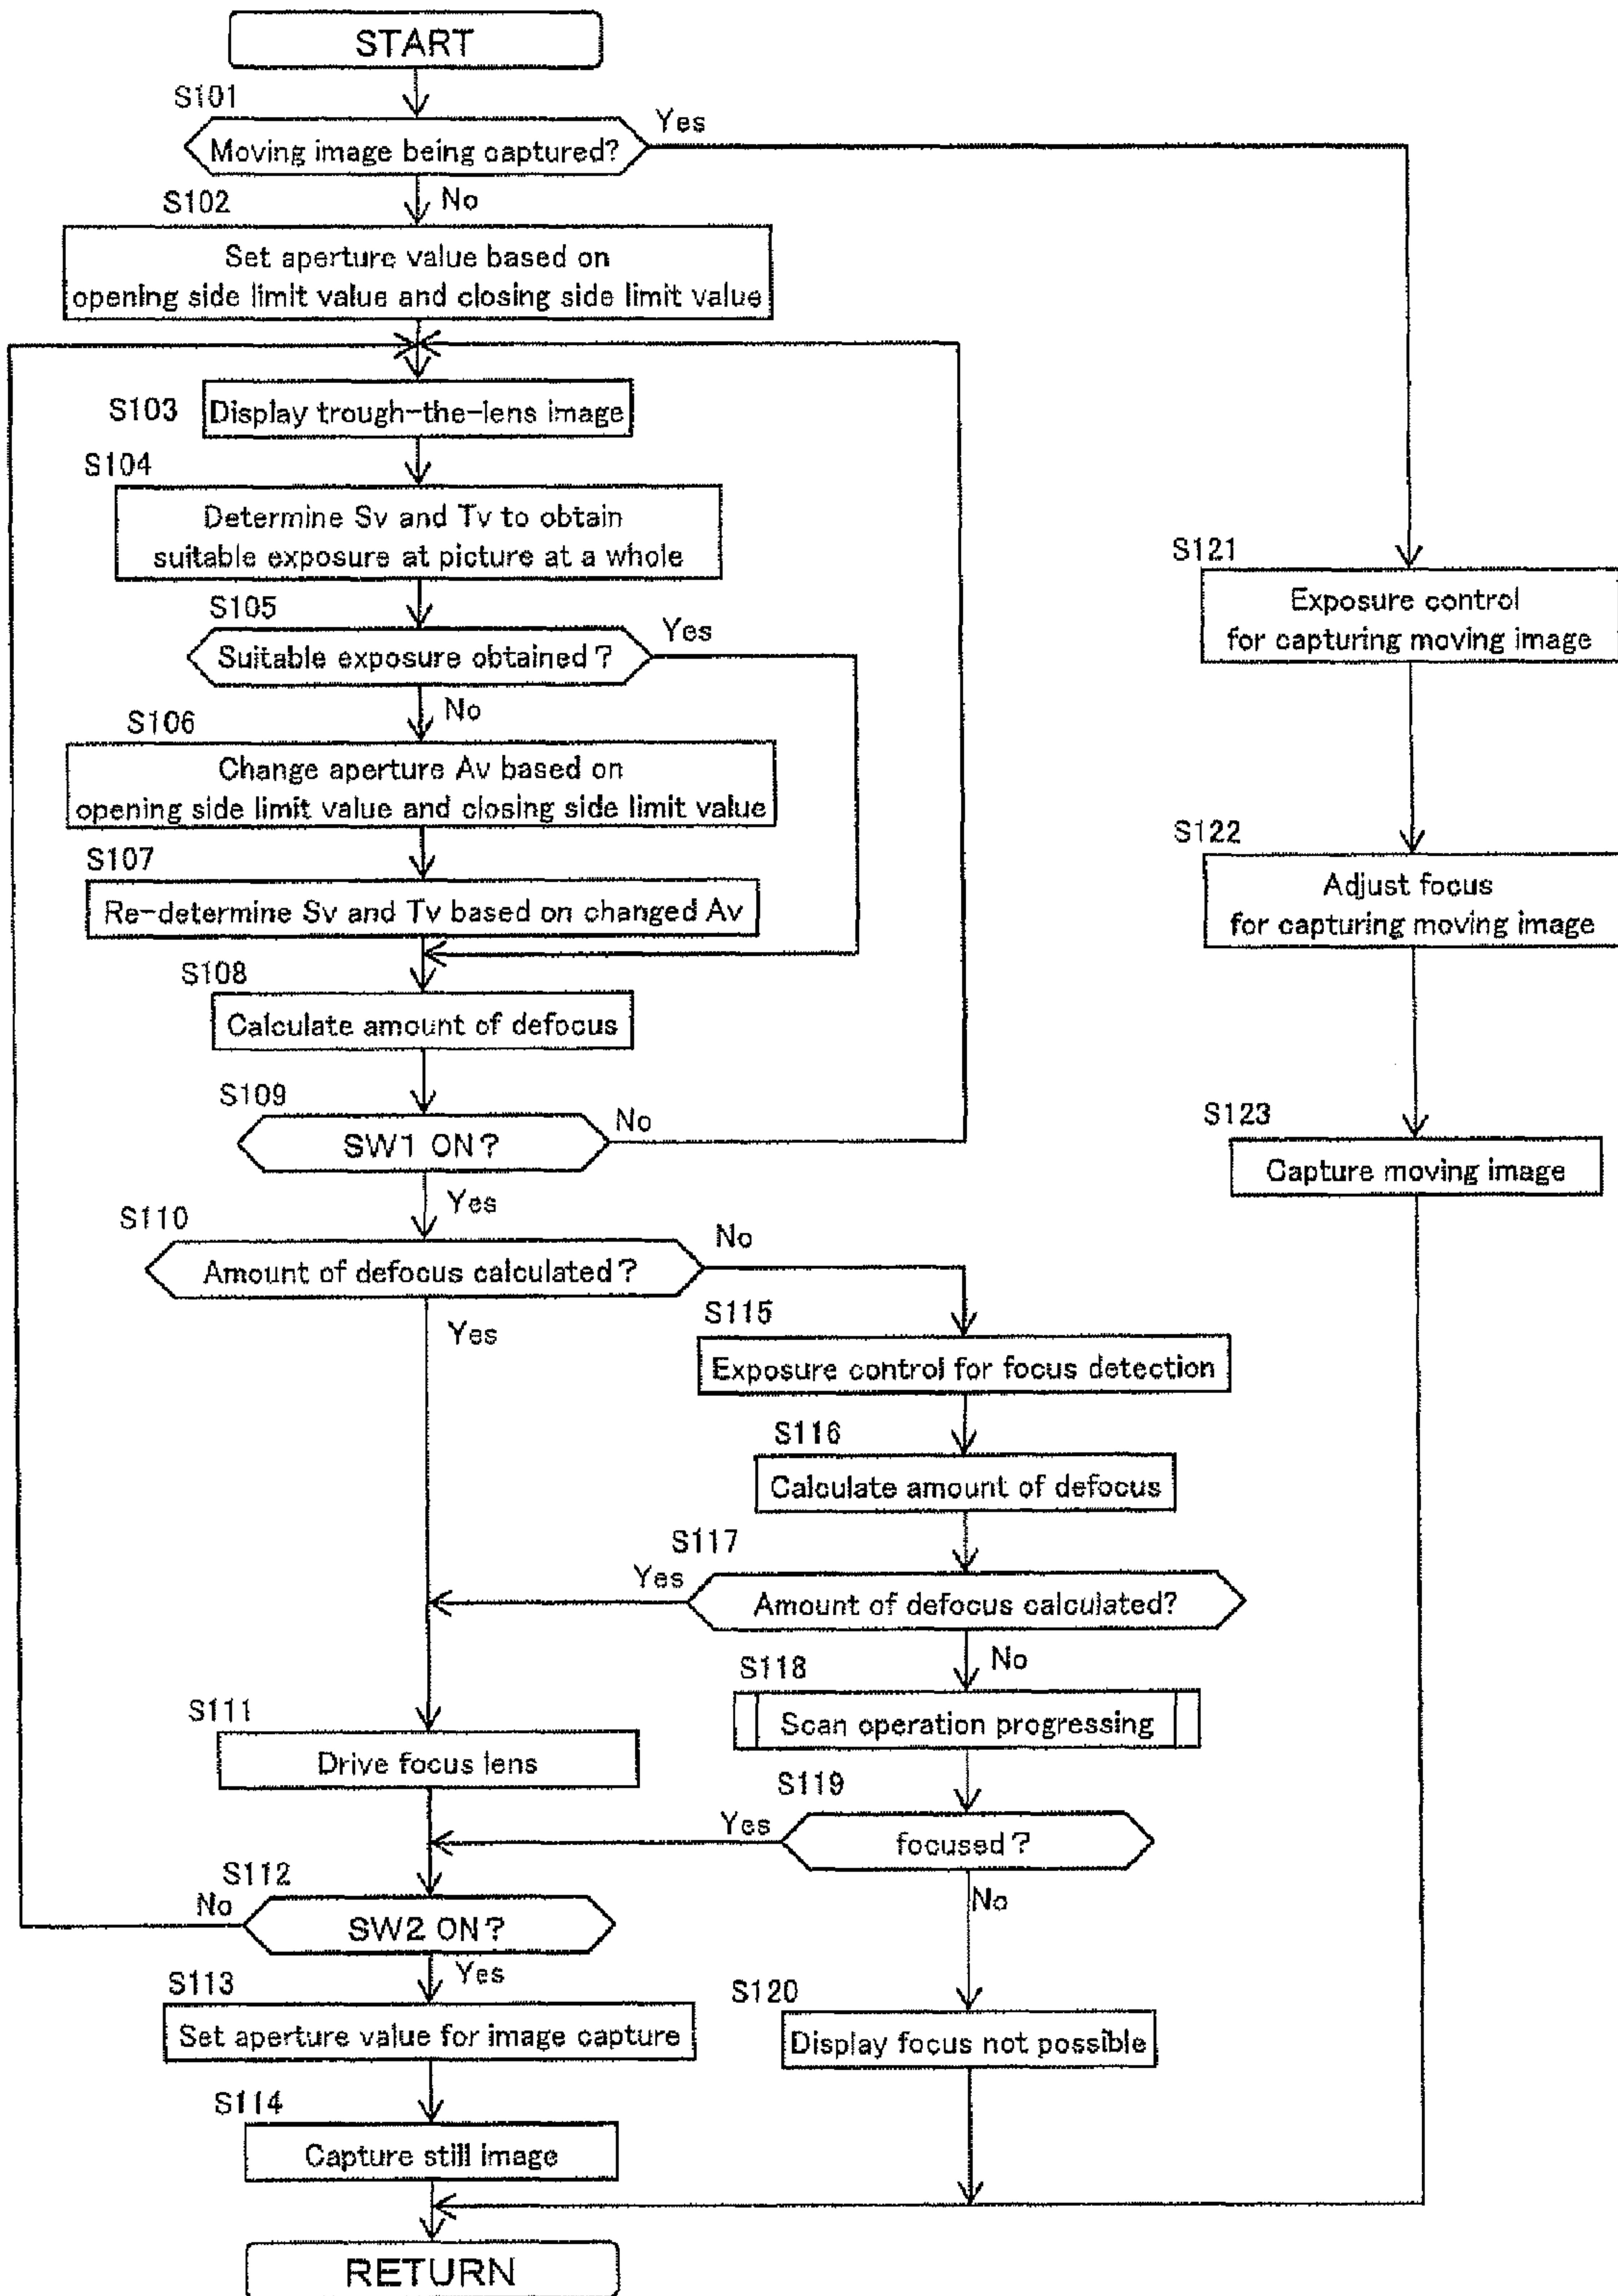 START
S101
Moving image being captured?
Yes
No
S102
Set aperture value based on
opening side limit value and closing side limit value
S103
Display trough-the-lens image
S104
Determine Sv and Tv to obtain
suitable exposure at picture at a whole
S105
Suitable exposure obtained?
Yes
No
S106
Change aperture Av based on
opening side limit value and closing side limit value
S107
Re-determine Sv and Tv based on changed Av
S108
Calculate amount of defocus
S109
SW1 ON?
No
Yes
S110
Amount of defocus calculated?
No
Yes
S115
Exposure control for focus detection
S116
Calculate amount of defocus
S117
Yes
Amount of defocus calculated?
No
S118
Scan operation progressing
S111
Drive focus lens
S119
Yes
focused?
No
S112
No
SW2 ON?
Yes
S113
Set aperture value for image capture
S120
Display focus not possible
S114
Capture still image
RETURN
S121
Exposure control
for capturing moving image
S122
Adjust focus
for capturing moving image
S123
Capture moving image